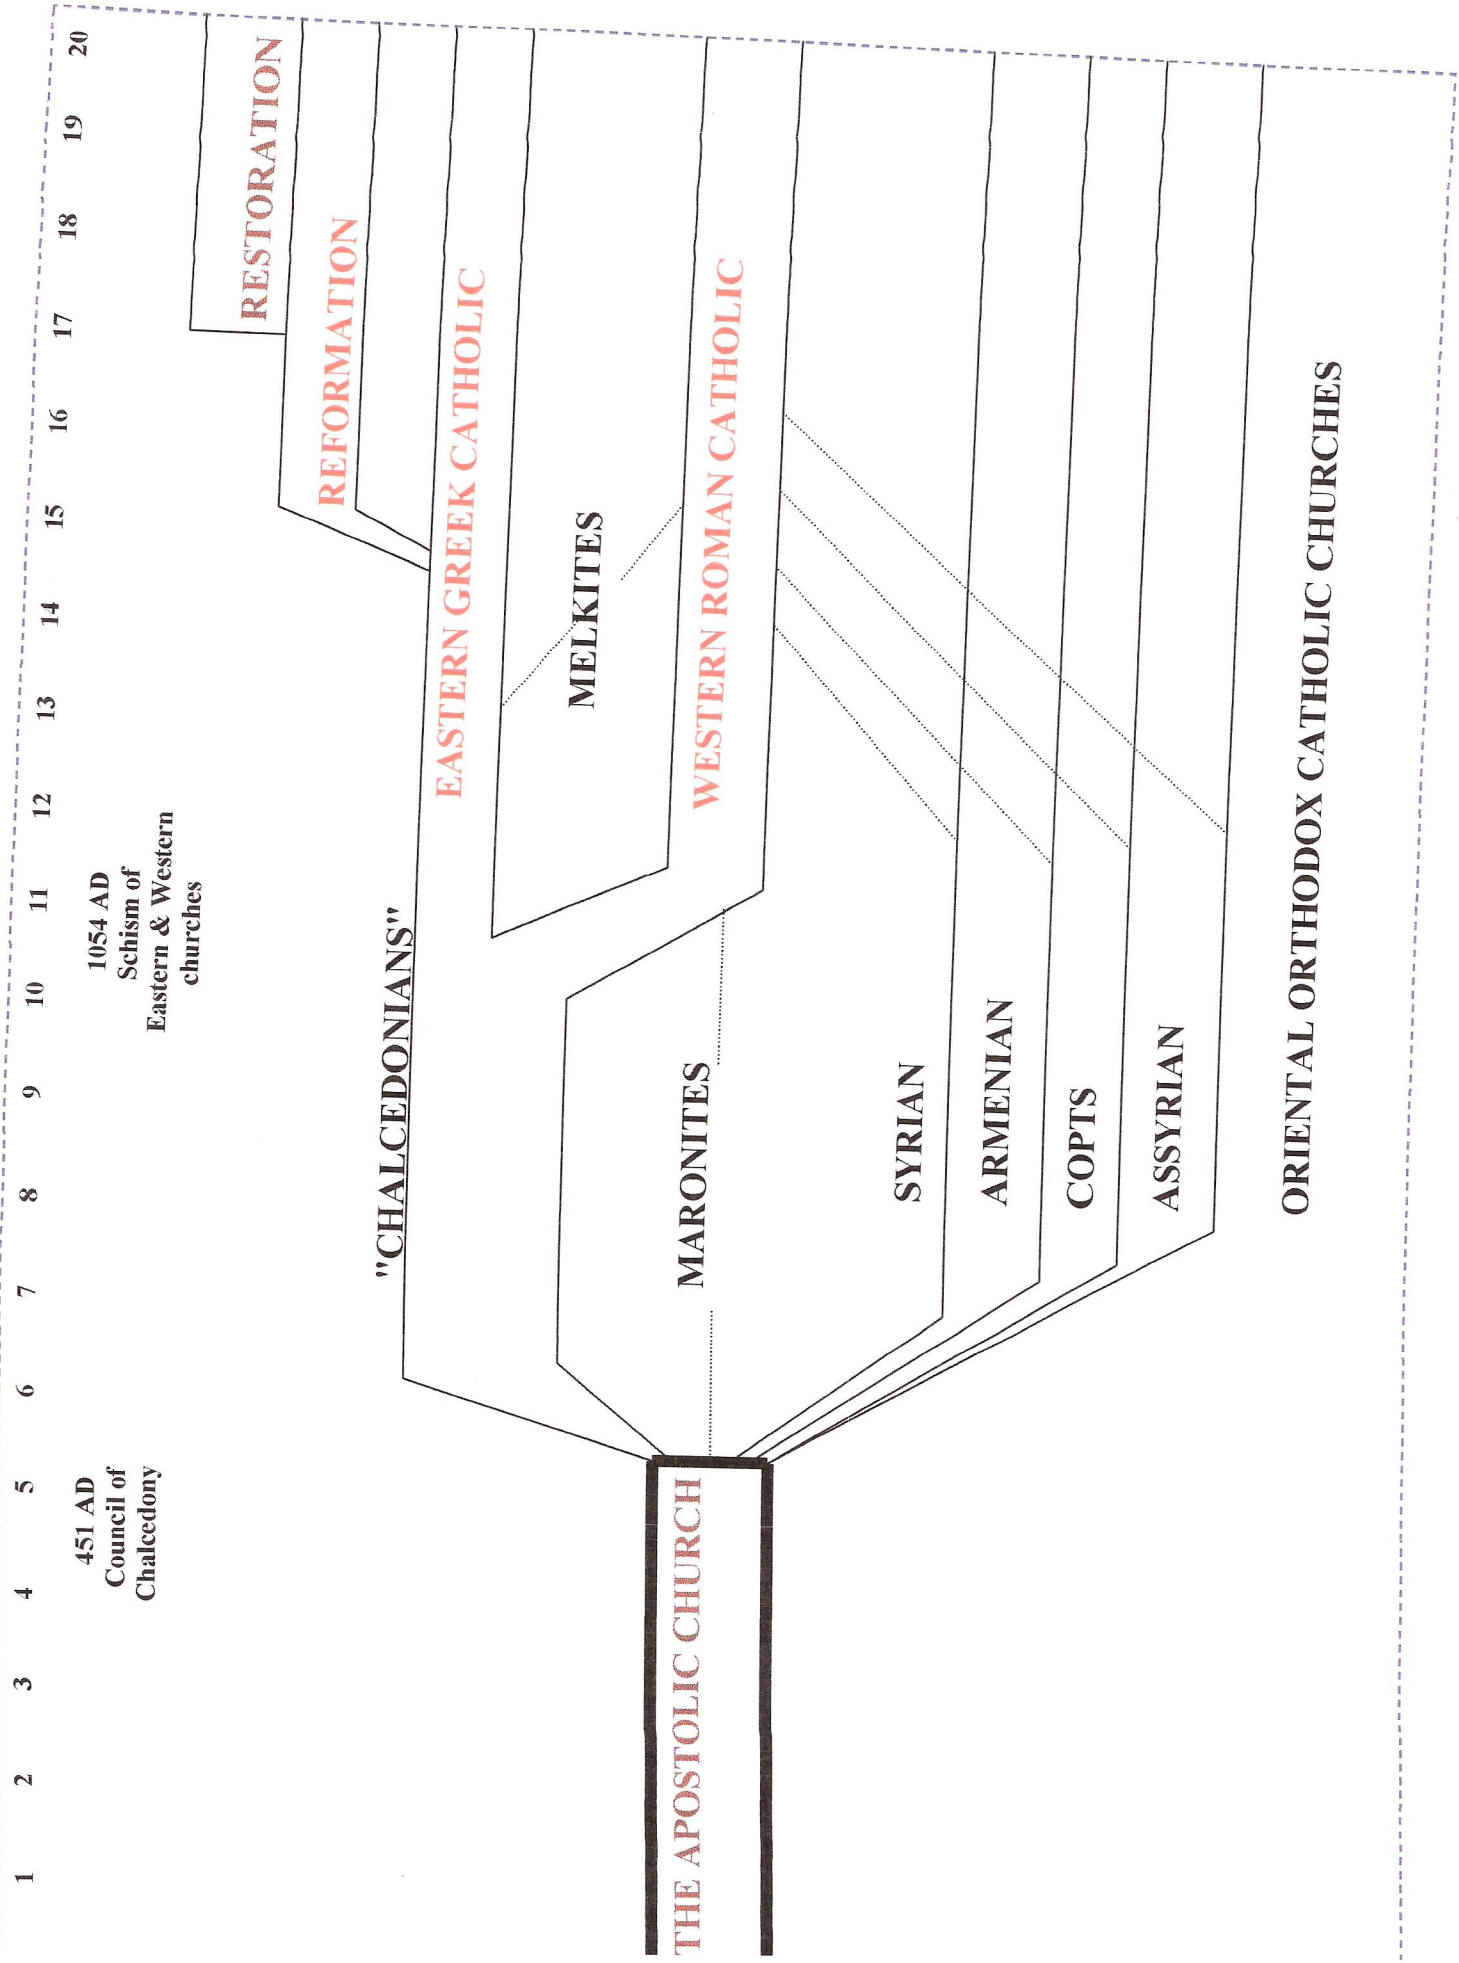 1 2 3 4 5 6 7 8 9 10 11 12 13 14 15 16 17 18 19 20
451 AD
Council of
Chalcedony
1054 AD
Schism of
Eastern & Western
churches
RESTORATION
REFORMATION
"CHALCEDONIANS"
EASTERN GREEK CATHOLIC
MELKITES
THE APOSTOLIC CHURCH
MARONITES
WESTERN ROMAN CATHOLIC
SYRIAN
ARMENIAN
COPTS
ASSYRIAN
ORIENTAL ORTHODOX CATHOLIC CHURCHES